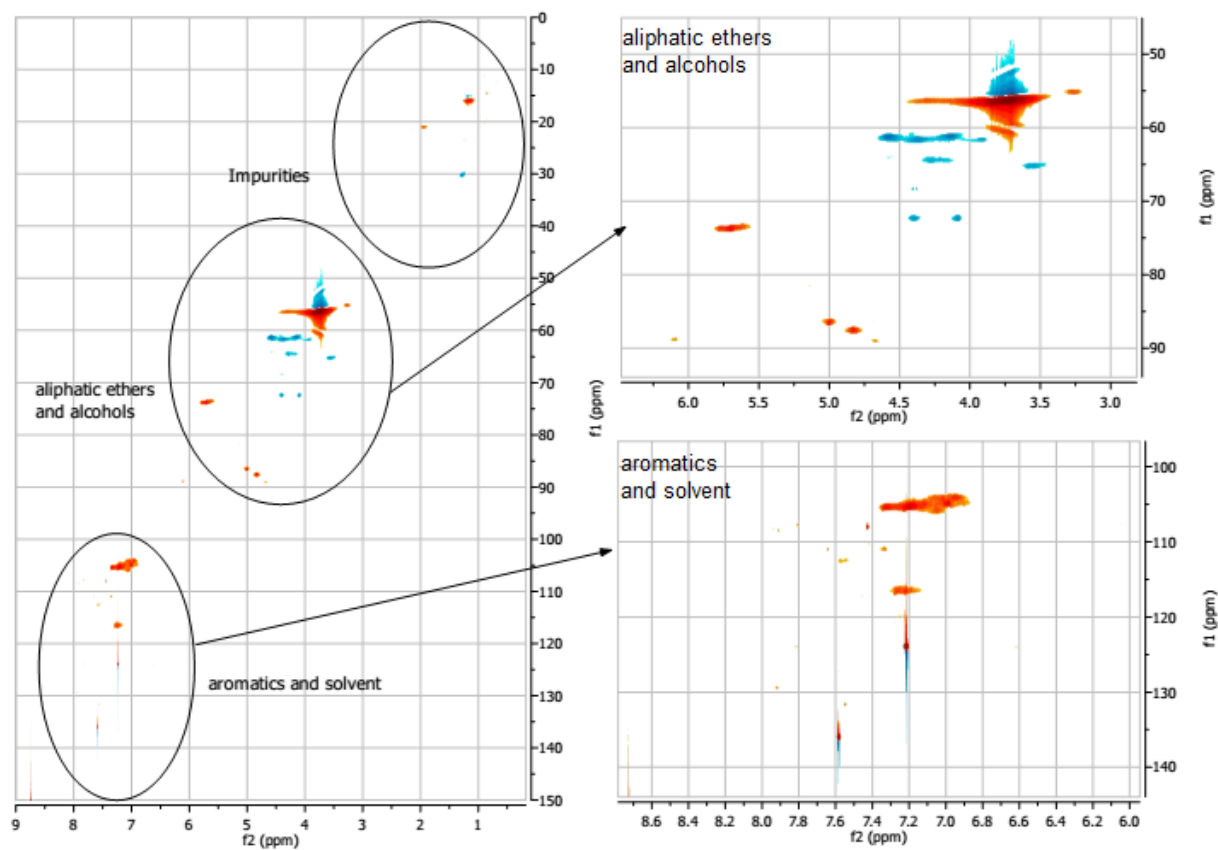 0
10
20
30
40
50
60
70
80
90
100
110
120
130
140
150
f1 (ppm)
9 8 7 6 5 4 3 2 1
f2 (ppm)
Impurities
aliphatic ethers
and alcohols
aromatics and solvent
aliphatic ethers
and alcohols
50
60
70
80
90
f1 (ppm)
6.0 5.5 5.0 4.5 4.0 3.5 3.0
f2 (ppm)
aromatics
and solvent
100
110
120
130
140
f1 (ppm)
8.6 8.4 8.2 8.0 7.8 7.6 7.4 7.2 7.0 6.8 6.6 6.4 6.2 6.0
f2 (ppm)